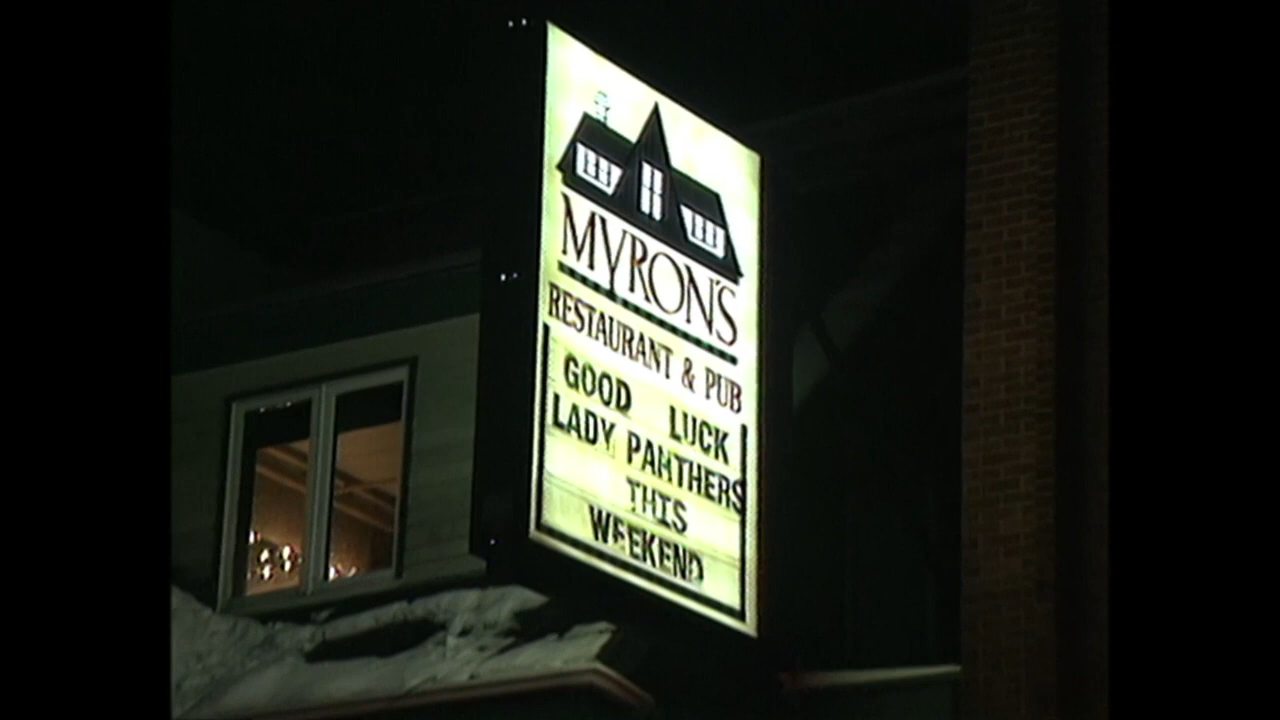 MYRON'S
RESTAURANT & PUB
GOOD LUCK
LADY PANTHERS
THIS
WEEKEND